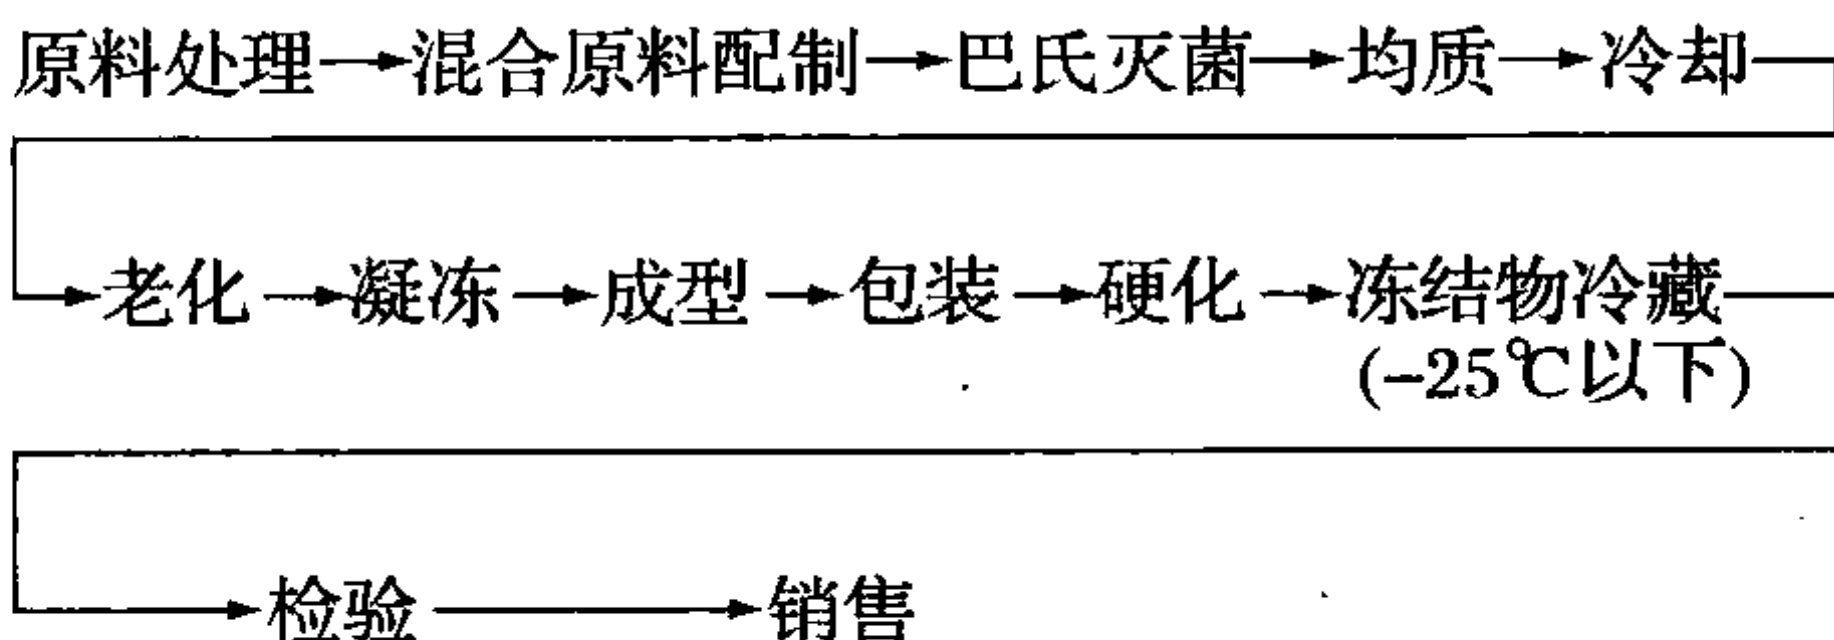 原料处理→混合原料配制→巴氏灭菌→均质→冷却
老化→凝冻→成型→包装→硬化→冻结物冷藏
(-25℃以下)
检验→销售